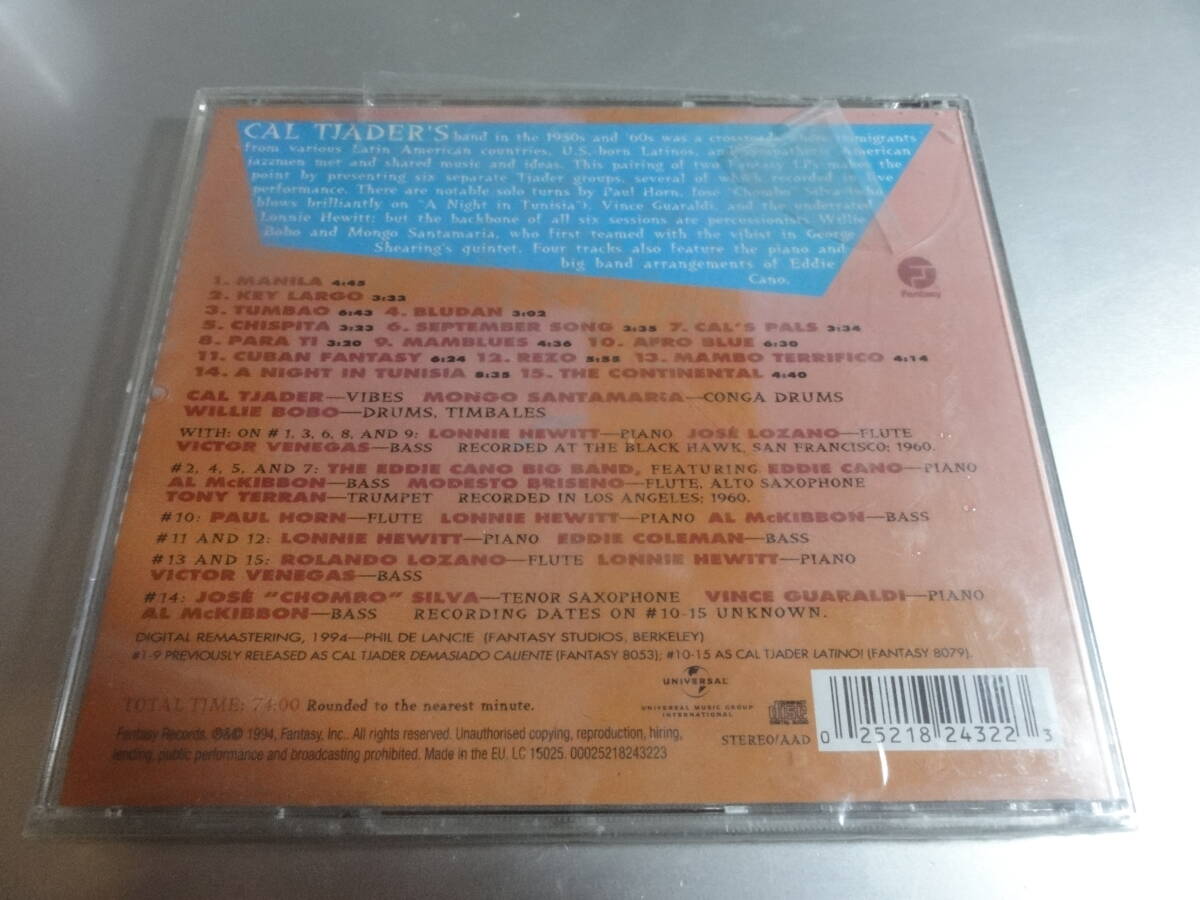 CAL TJADER'S band in the 1950s and '60s was a where immigrants
from various Latin American countries, U.S. born Latinos, and American
jazzmen met and shared music and ideas. This pairing of two Fantasy LPs makes the
point by presenting six separate Tjader groups, several of which recorded in live
performance. There are notable solo turns by Paul Horn, José "Chombo" Silva (who
blows brilliantly on "A Night in Tunisia"), Vince Guaraldi, and the underrated
Lonnie Hewitt; but the backbone of all six sessions are percussionists Willie
Bobo and Mongo Santamaria, who first teamed with the vibist in George
Shearing's quintet. Four tracks also feature the piano and
big band arrangements of Eddie
Cano.
Fantasy
1. MANILA 4:45
2. KEY LARGO 3:23
3. TUMBAO 6:43 4. BLUDAN 3:02
5. CHISPITA 3:23 6. SEPTEMBER SONG 3:35 7. CAL'S PALS 3:34
8. PARA TI 3:20 9. MAMBLUES 4:36 10. AFRO BLUE 6:30
11. CUBAN FANTASY 6:24 12. REZO 5:55 13. MAMBO TERRIFICO 4:14
14. A NIGHT IN TUNISIA 8:35 15. THE CONTINENTAL 4:40
CAL TJADER—VIBES MONGO SANTAMARIA—CONGA DRUMS
WILLIE BOBO—DRUMS, TIMBALES
WITH: ON # 1, 3, 6, 8, AND 9: LONNIE HEWITT—PIANO JOSÉ LOZANO—FLUTE
VICTOR VENEGAS—BASS RECORDED AT THE BLACK HAWK, SAN FRANCISCO; 1960.
#2, 4, 5, AND 7: THE EDDIE CANO BIG BAND, FEATURING EDDIE CANO—PIANO
AL McKIBBON—BASS MODESTO BRISENO—FLUTE, ALTO SAXOPHONE
TONY TERRAN—TRUMPET RECORDED IN LOS ANGELES; 1960.
#10: PAUL HORN—FLUTE LONNIE HEWITT—PIANO AL McKIBBON—BASS
#11 AND 12: LONNIE HEWITT—PIANO EDDIE COLEMAN—BASS
#13 AND 15: ROLANDO LOZANO—FLUTE LONNIE HEWITT—PIANO
VICTOR VENEGAS—BASS
#14: JOSÉ "CHOMBO" SILVA—TENOR SAXOPHONE VINCE GUARALDI—PIANO
AL McKIBBON—BASS RECORDING DATES ON #10-15 UNKNOWN.
DIGITAL REMASTERING, 1994—PHIL DE LANCIE (FANTASY STUDIOS, BERKELEY)
#1-9 PREVIOUSLY RELEASED AS CAL TJADER DEMASIADO CALIENTE (FANTASY 8053); #10-15 AS CAL TJADER LATINO! (FANTASY 8079).
UNIVERSAL
UNIVERSAL MUSIC GROUP
INTERNATIONAL
TOTAL TIME: 74:00 Rounded to the nearest minute.
Fantasy Records. ℗&© 1994, Fantasy, Inc.. All rights reserved. Unauthorised copying, reproduction, hiring,
lending, public performance and broadcasting prohibited. Made in the EU. LC 15025. 00025218243223
STEREO/AAD
0 25218 24322 3